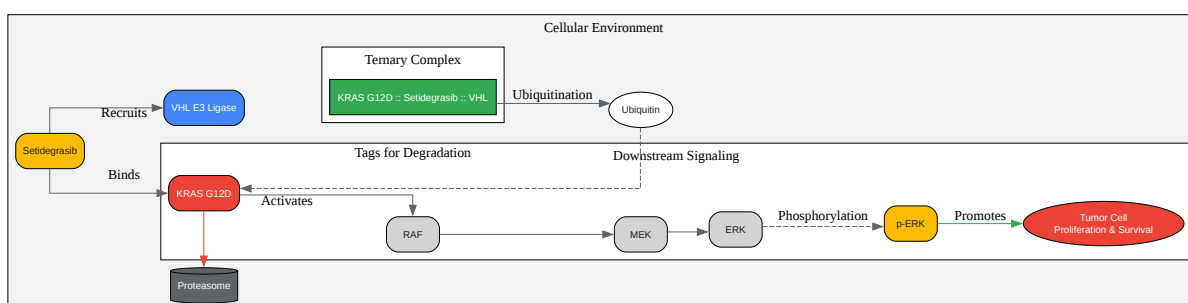 Cellular Environment
Ternary Complex
KRAS G12D :: Setidegrasib :: VHL
Ubiquitination
Ubiquitin
VHL E3 Ligase
Recruits
Setidegrasib
Binds
Tags for Degradation
Downstream Signaling
KRAS G12D
Activates
RAF
MEK
ERK
Phosphorylation
p-ERK
Promotes
Tumor Cell
Proliferation & Survival
Proteasome